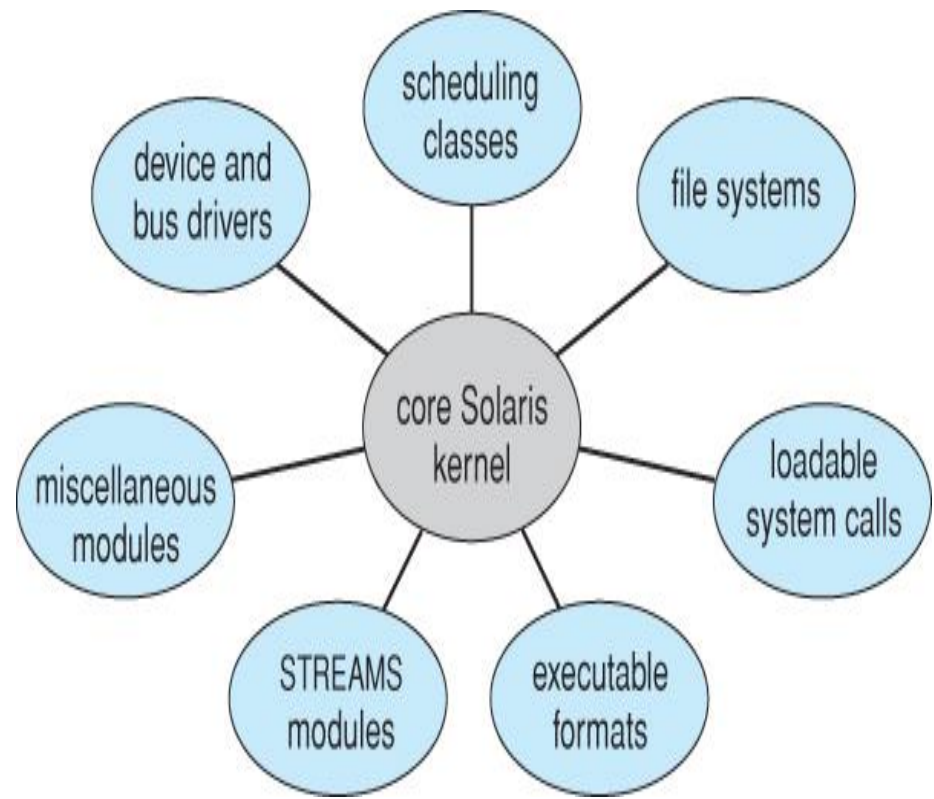 scheduling
classes
device and
bus drivers
file systems
core Solaris
kernel
miscellaneous
modules
loadable
system calls
STREAMS
modules
executable
formats